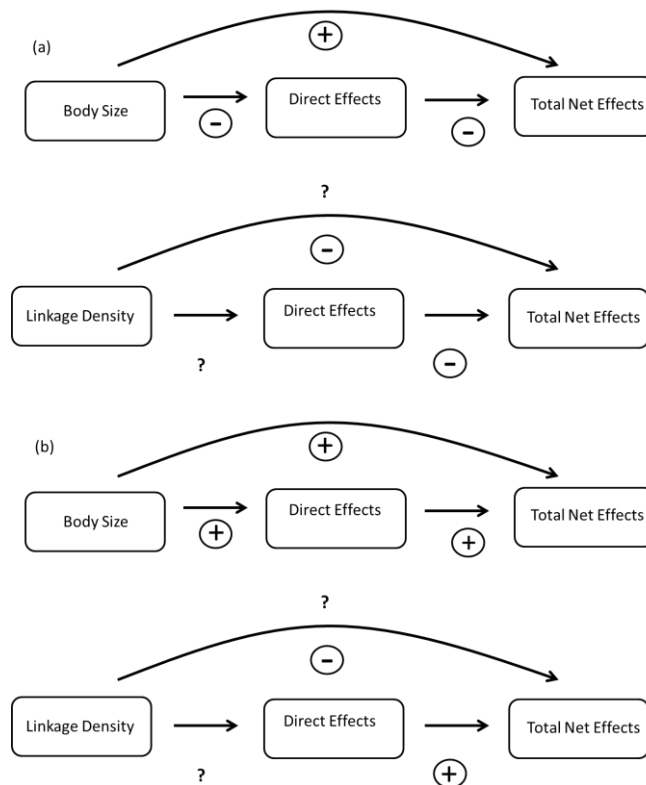 (a)
+
Body Size
Direct Effects
Total Net Effects
-
-
?
-
Linkage Density
Direct Effects
Total Net Effects
?
-
(b)
+
Body Size
Direct Effects
Total Net Effects
+
+
?
-
Linkage Density
Direct Effects
Total Net Effects
?
+